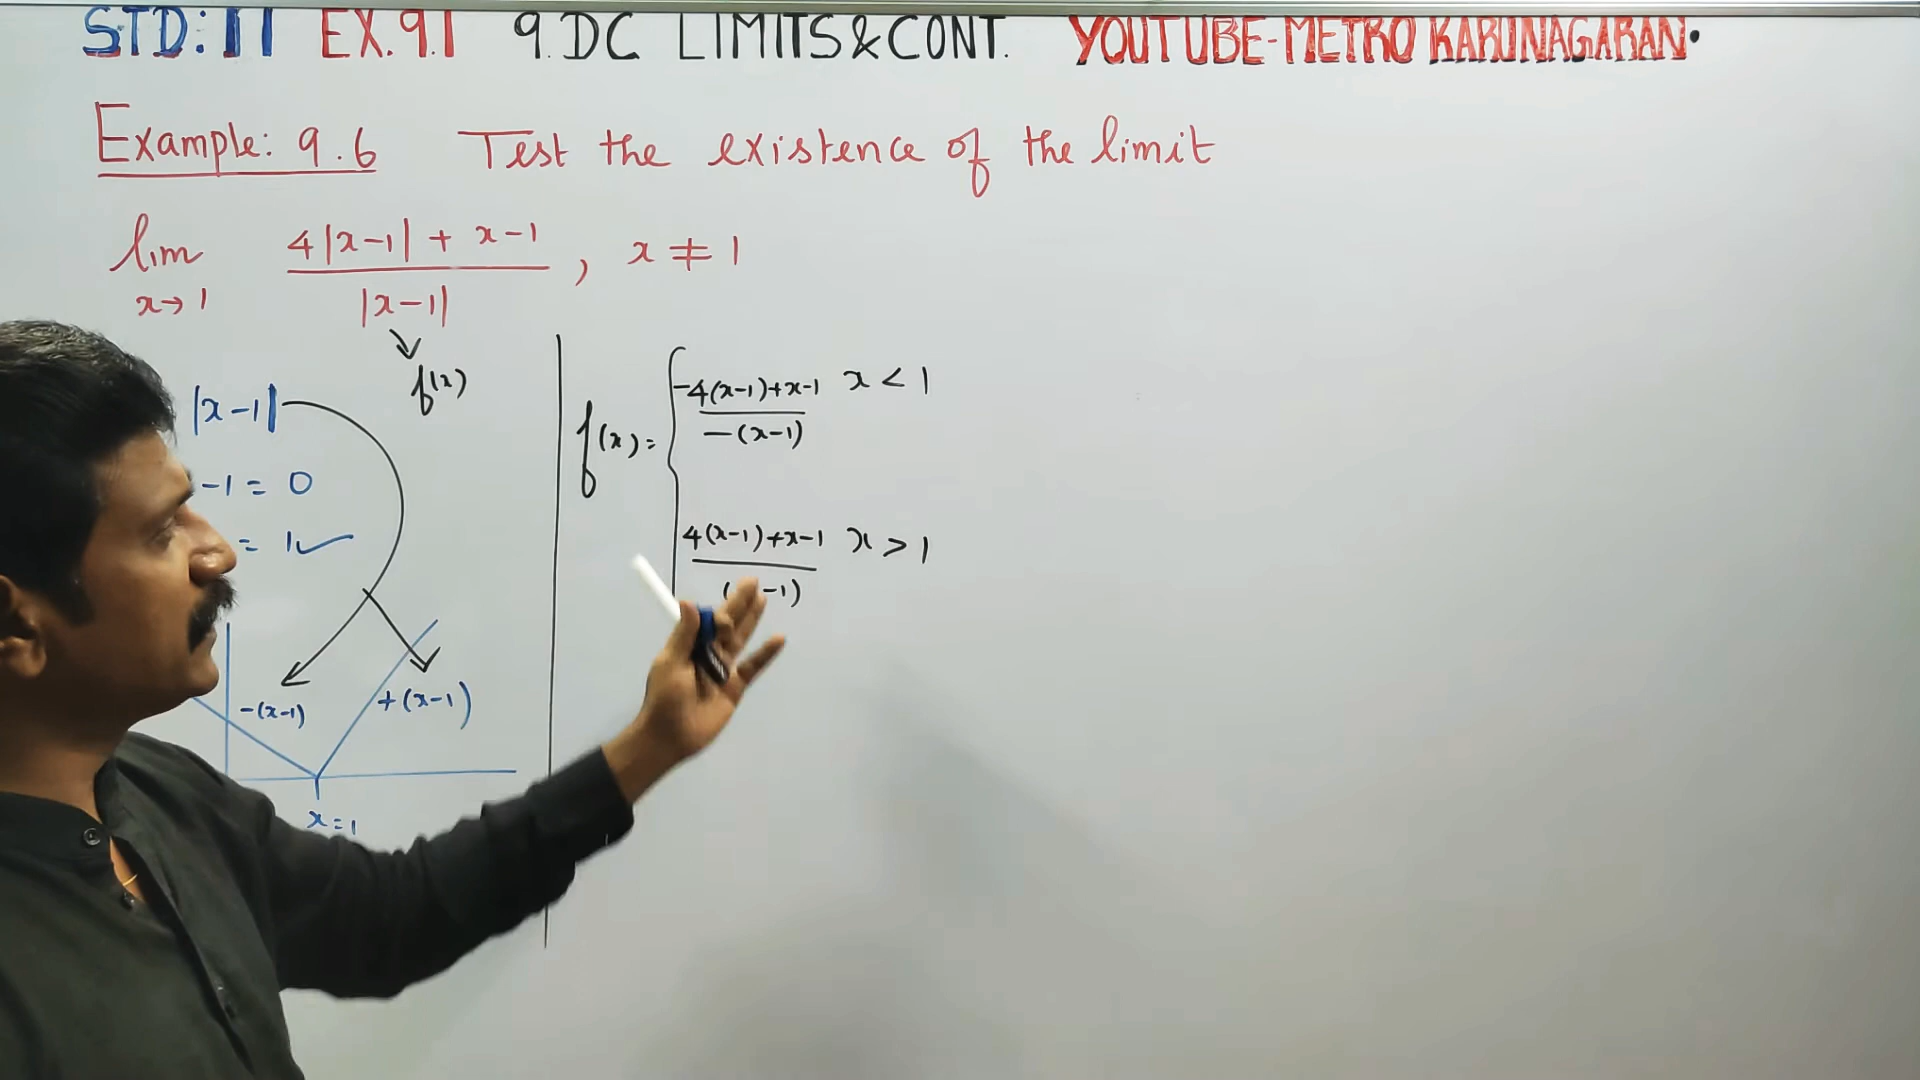 STD: 11 EX. 9.1 9. DC LIMITS & CONT. YOUTUBE-METRO KARUNAGARAN.
Example: 9.6 Test the existence of the limit
lim 4|x-1| + x-1 , x ≠ 1
x→1 |x-1|
f(x)
|x-1|
-1 = 0
= 1 ✓
-(x-1) +(x-1)
x=1
f(x) =
-4(x-1)+x-1 x < 1
-(x-1)
4(x-1)+x-1 x > 1
( -1)